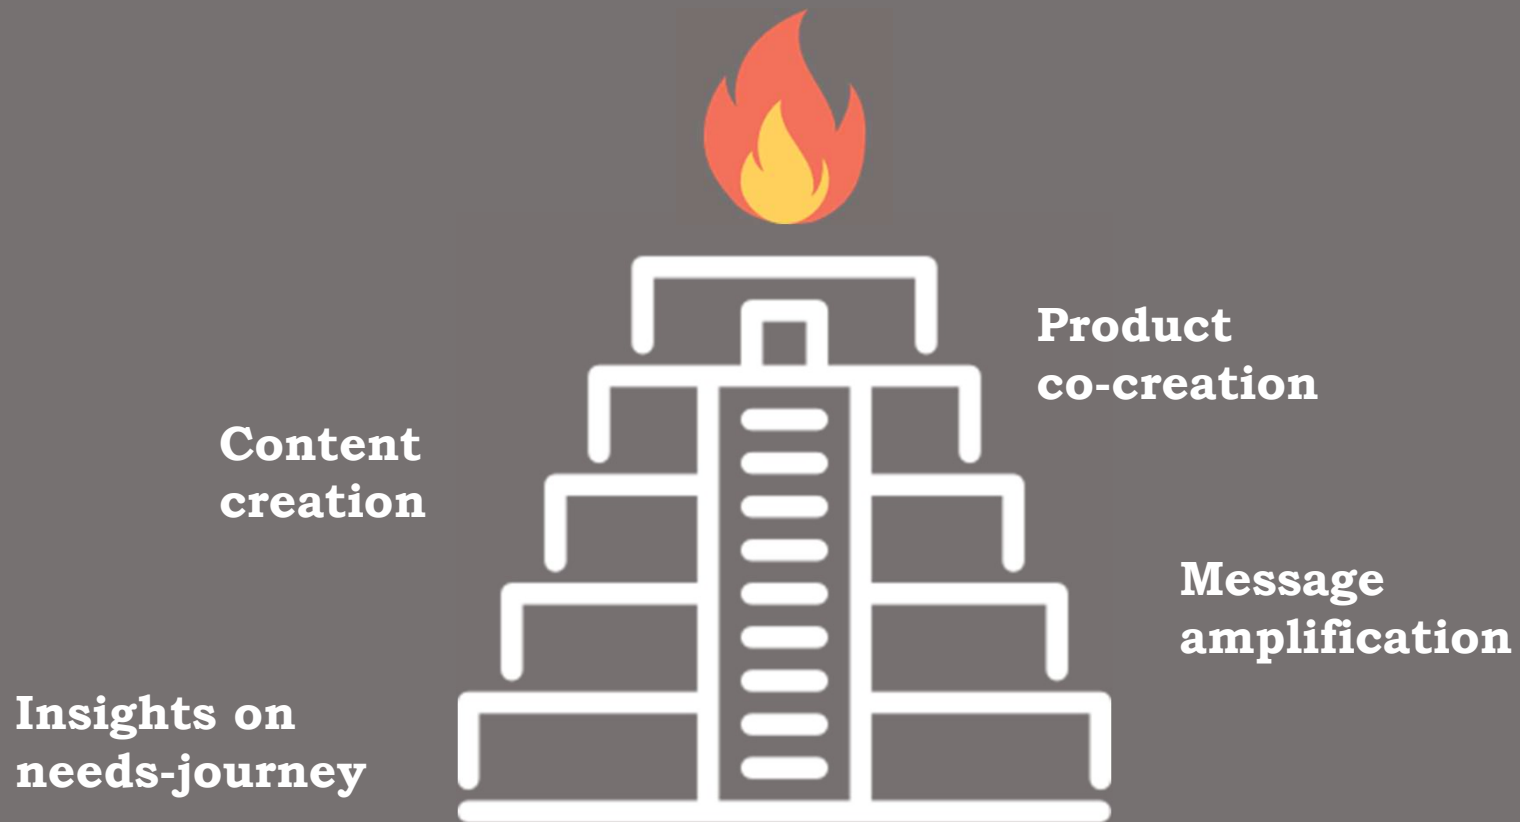 Product
co-creation
Content
creation
Message
amplification
Insights on
needs-journey